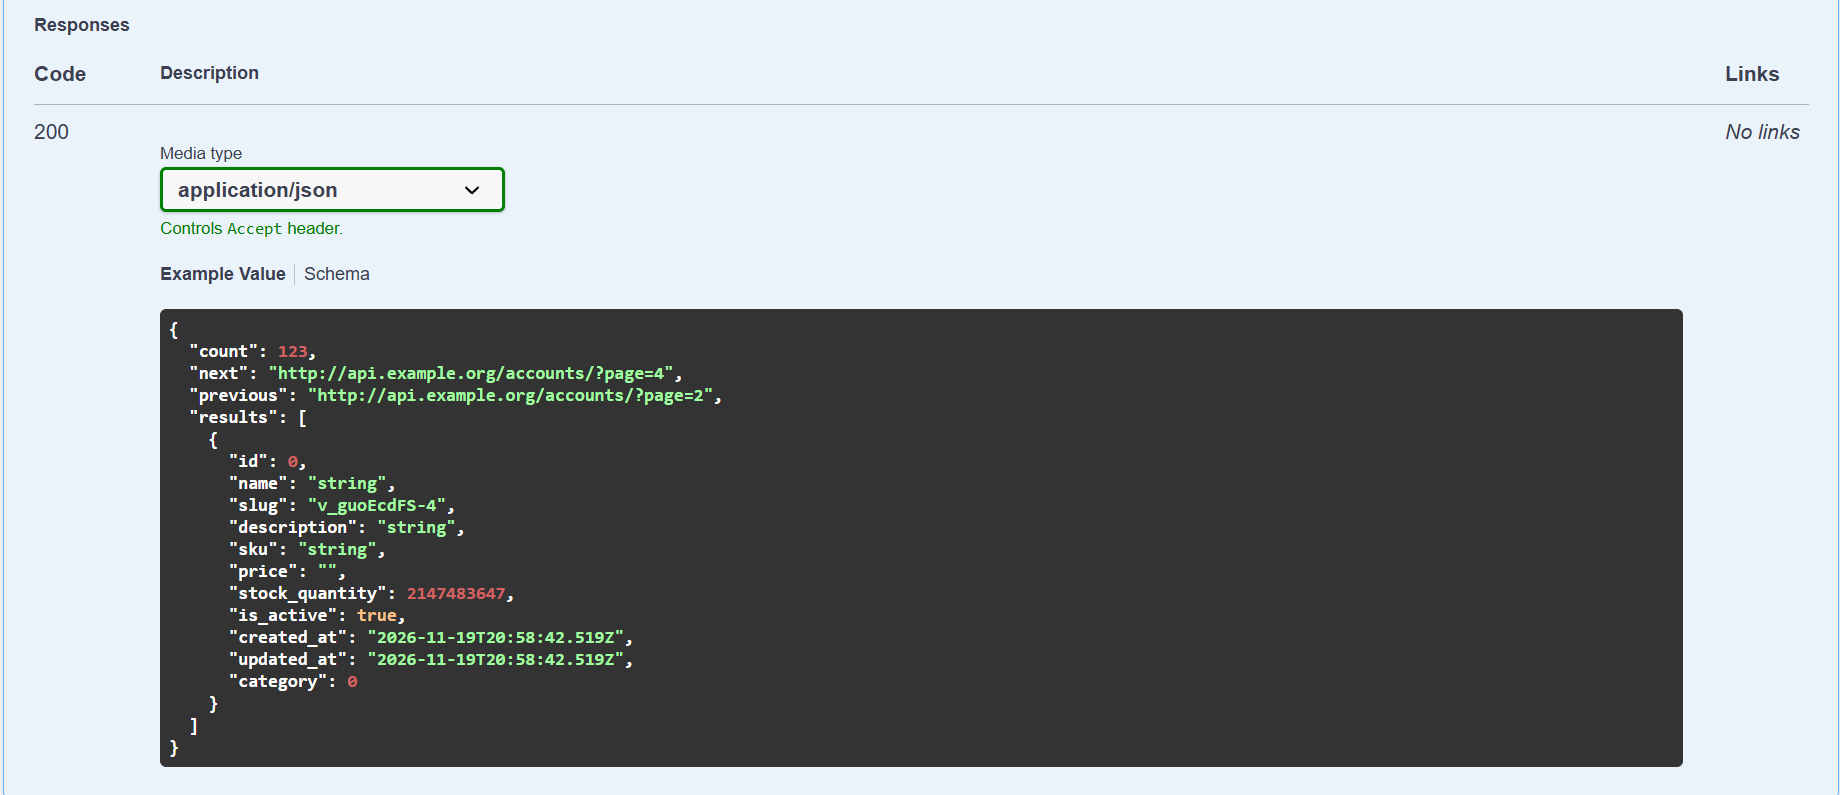 Responses
Code Description Links
200 No links
Media type
application/json
Controls Accept header.
Example Value Schema
{
  "count": 123,
  "next": "http://api.example.org/accounts/?page=4",
  "previous": "http://api.example.org/accounts/?page=2",
  "results": [
    {
      "id": 0,
      "name": "string",
      "slug": "v_guoEcdFS-4",
      "description": "string",
      "sku": "string",
      "price": "",
      "stock_quantity": 2147483647,
      "is_active": true,
      "created_at": "2026-11-19T20:58:42.519Z",
      "updated_at": "2026-11-19T20:58:42.519Z",
      "category": 0
    }
  ]
}